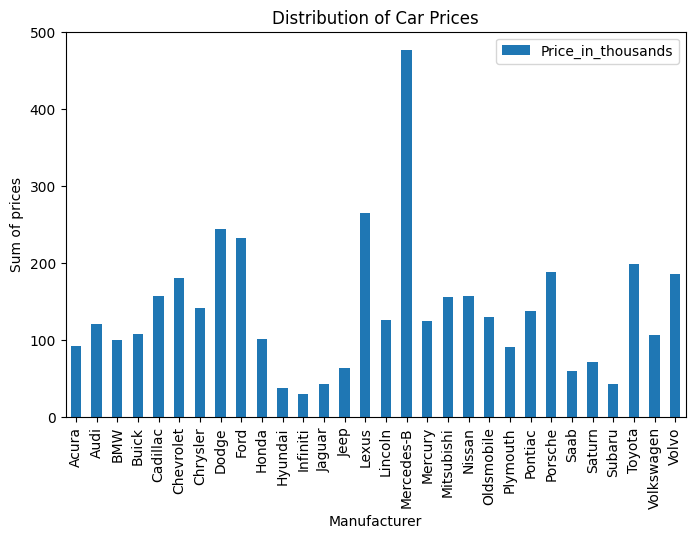 Distribution of Car Prices
Price_in_thousands
Sum of prices
500
400
300
200
100
0
Acura
Audi
BMW
Buick
Cadillac
Chevrolet
Chrysler
Dodge
Ford
Honda
Hyundai
Infiniti
Jaguar
Jeep
Lexus
Lincoln
Mercedes-B
Mercury
Mitsubishi
Nissan
Oldsmobile
Plymouth
Pontiac
Porsche
Saab
Saturn
Subaru
Toyota
Volkswagen
Volvo
Manufacturer